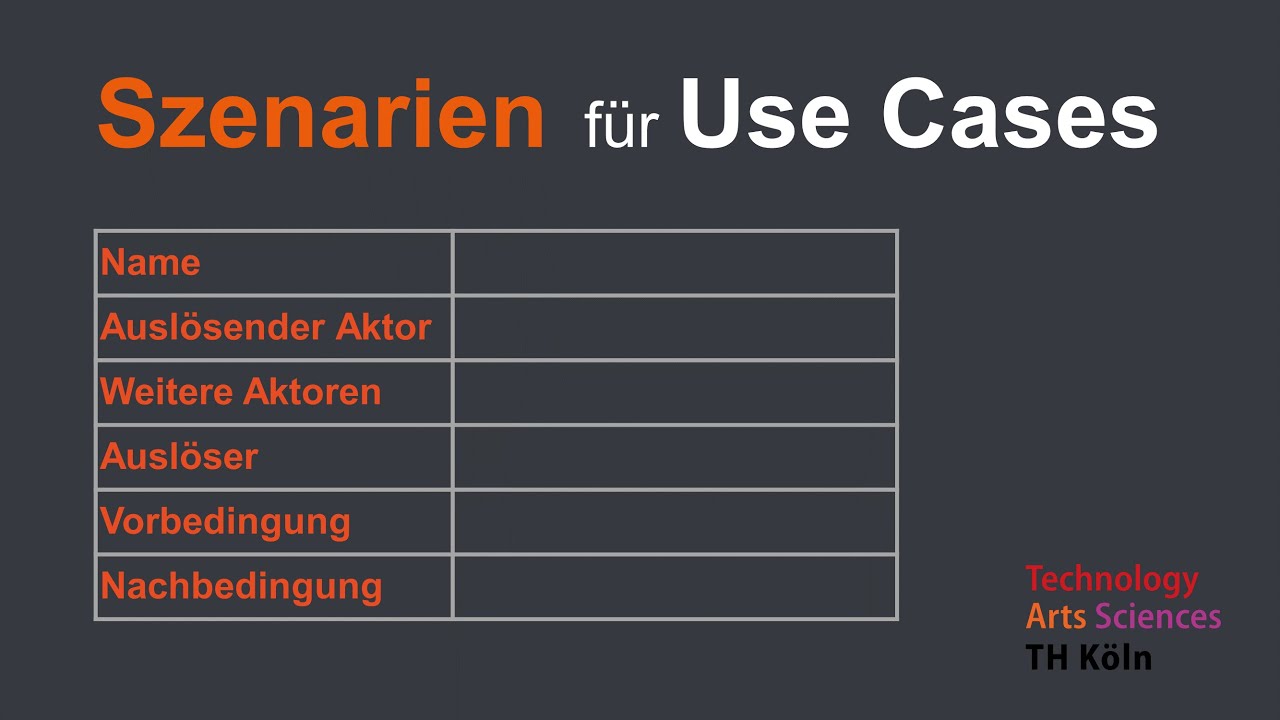 Szenarien für Use Cases
Name
Auslösender Aktor
Weitere Aktoren
Auslöser
Vorbedingung
Nachbedingung
Technology
Arts Sciences
TH Köln